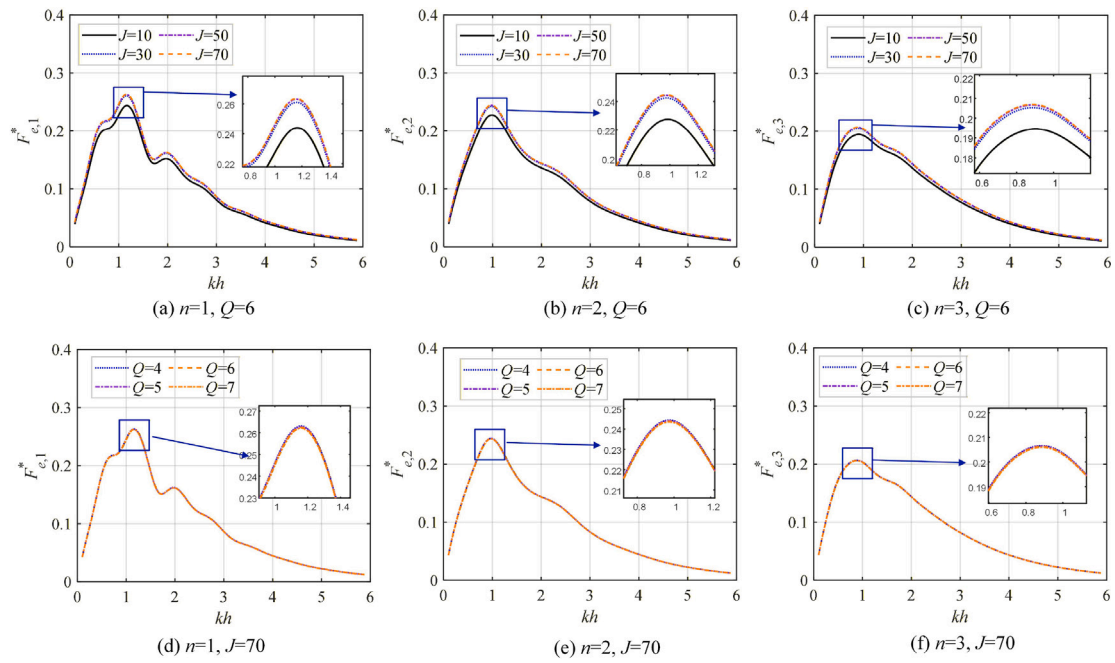 J=10 J=50
J=30 J=70
0.4
0.3
0.2
0.1
0
F*e,1
0.26
0.24
0.22
0.8 1 1.2 1.4
0 1 2 3 4 5 6
kh
(a) n=1, Q=6
J=10 J=50
J=30 J=70
0.4
0.3
0.2
0.1
0
F*e,2
0.24
0.22
0.2
0.8 1 1.2
0 1 2 3 4 5 6
kh
(b) n=2, Q=6
J=10 J=50
J=30 J=70
0.4
0.3
0.2
0.1
0
F*e,3
0.22
0.21
0.20
0.19
0.18
0.6 0.8 1
0 1 2 3 4 5 6
kh
(c) n=3, Q=6
Q=4 Q=6
Q=5 Q=7
0.4
0.3
0.2
0.1
0
F*e,1
0.27
0.26
0.25
0.24
0.23
1 1.2 1.4
0 1 2 3 4 5 6
kh
(d) n=1, J=70
Q=4 Q=6
Q=5 Q=7
0.4
0.3
0.2
0.1
0
F*e,2
0.25
0.24
0.23
0.22
0.21
0.8 1 1.2
0 1 2 3 4 5 6
kh
(e) n=2, J=70
Q=4 Q=6
Q=5 Q=7
0.4
0.3
0.2
0.1
0
F*e,3
0.22
0.21
0.2
0.19
0.6 0.8 1
0 1 2 3 4 5 6
kh
(f) n=3, J=70